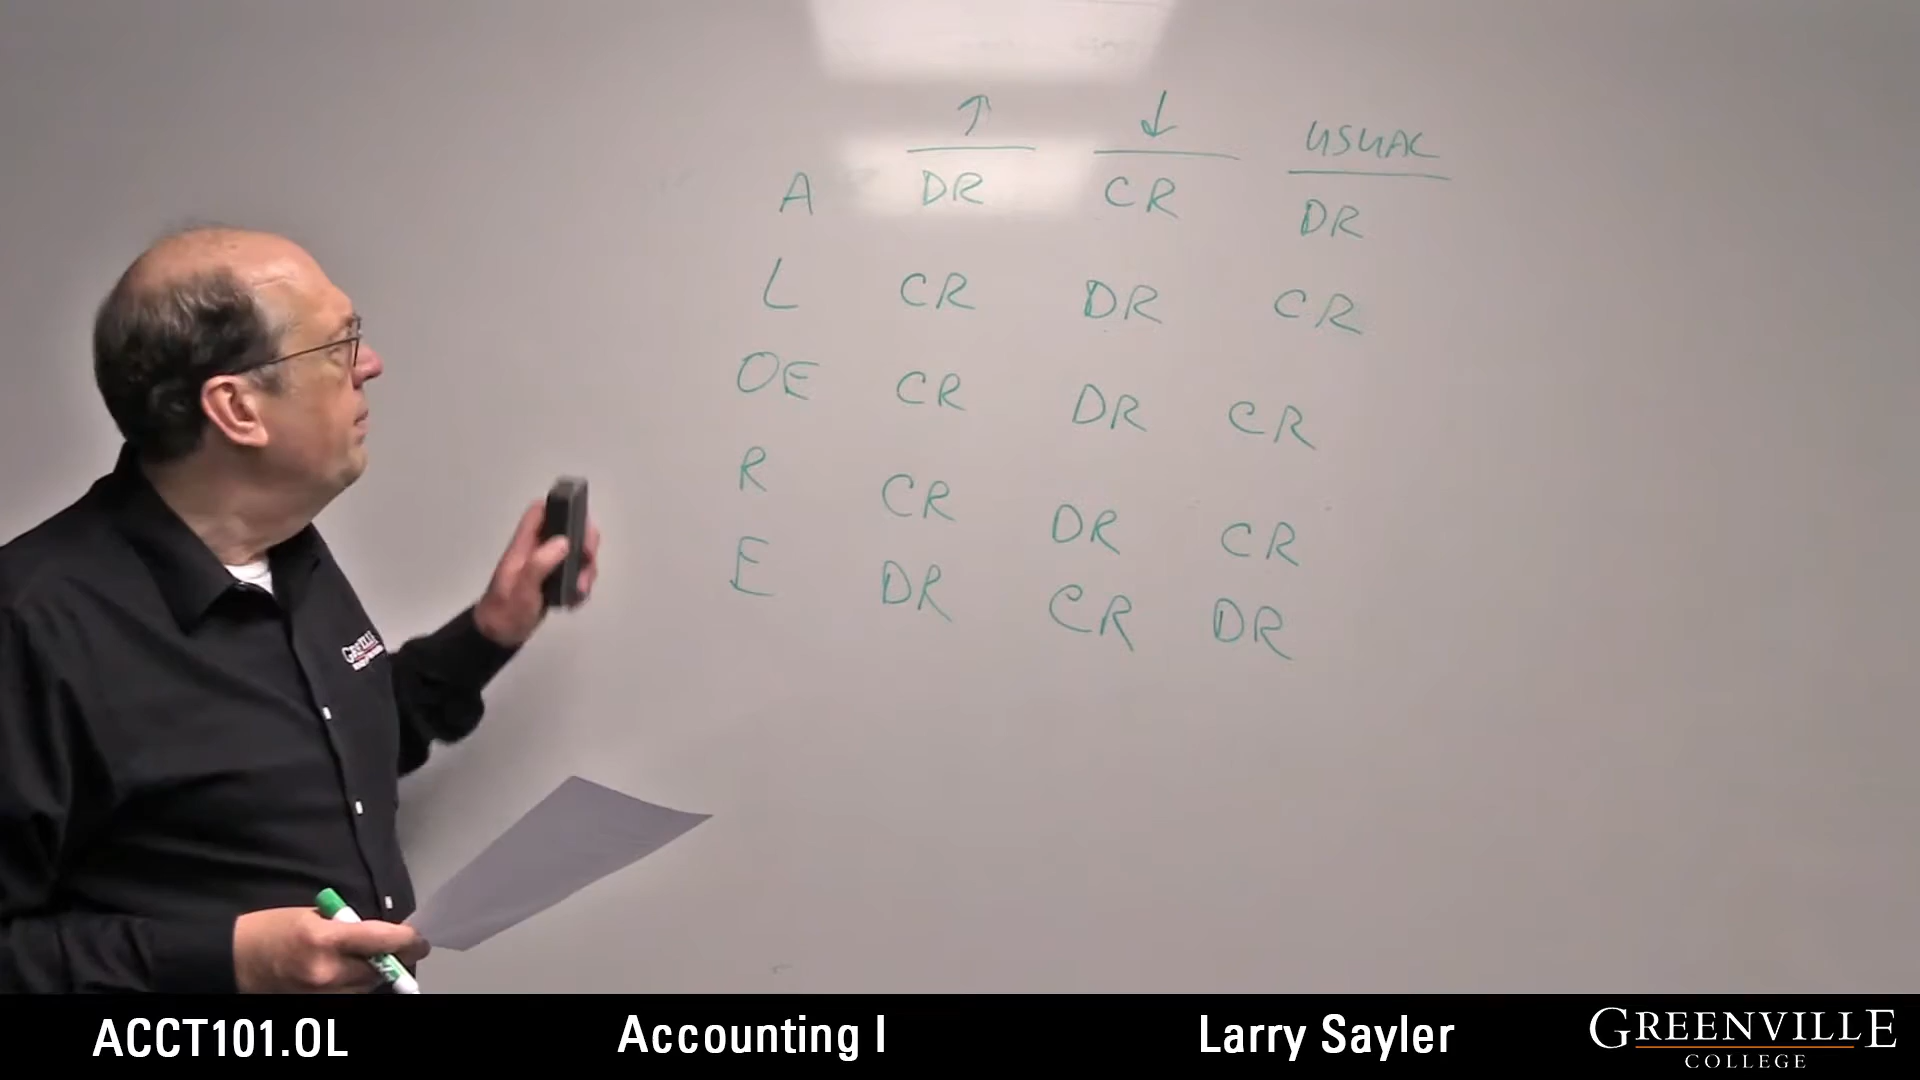 ↑ ↓ USUAL
A DR CR DR
L CR DR CR
OE CR DR CR
R CR DR CR
E DR CR DR
ACCT101.OL Accounting I Larry Sayler GREENVILLE
COLLEGE